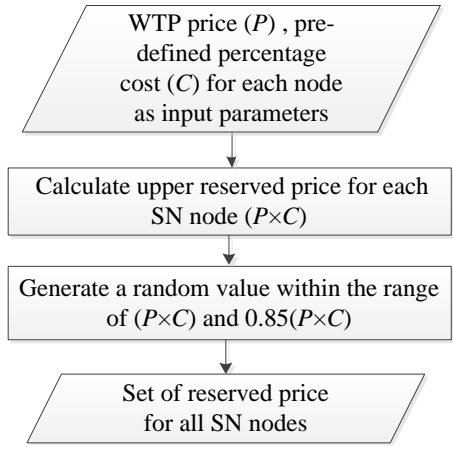 WTP price (P) , pre-
defined percentage
cost (C) for each node
as input parameters
Calculate upper reserved price for each
SN node (P×C)
Generate a random value within the range
of (P×C) and 0.85(P×C)
Set of reserved price
for all SN nodes